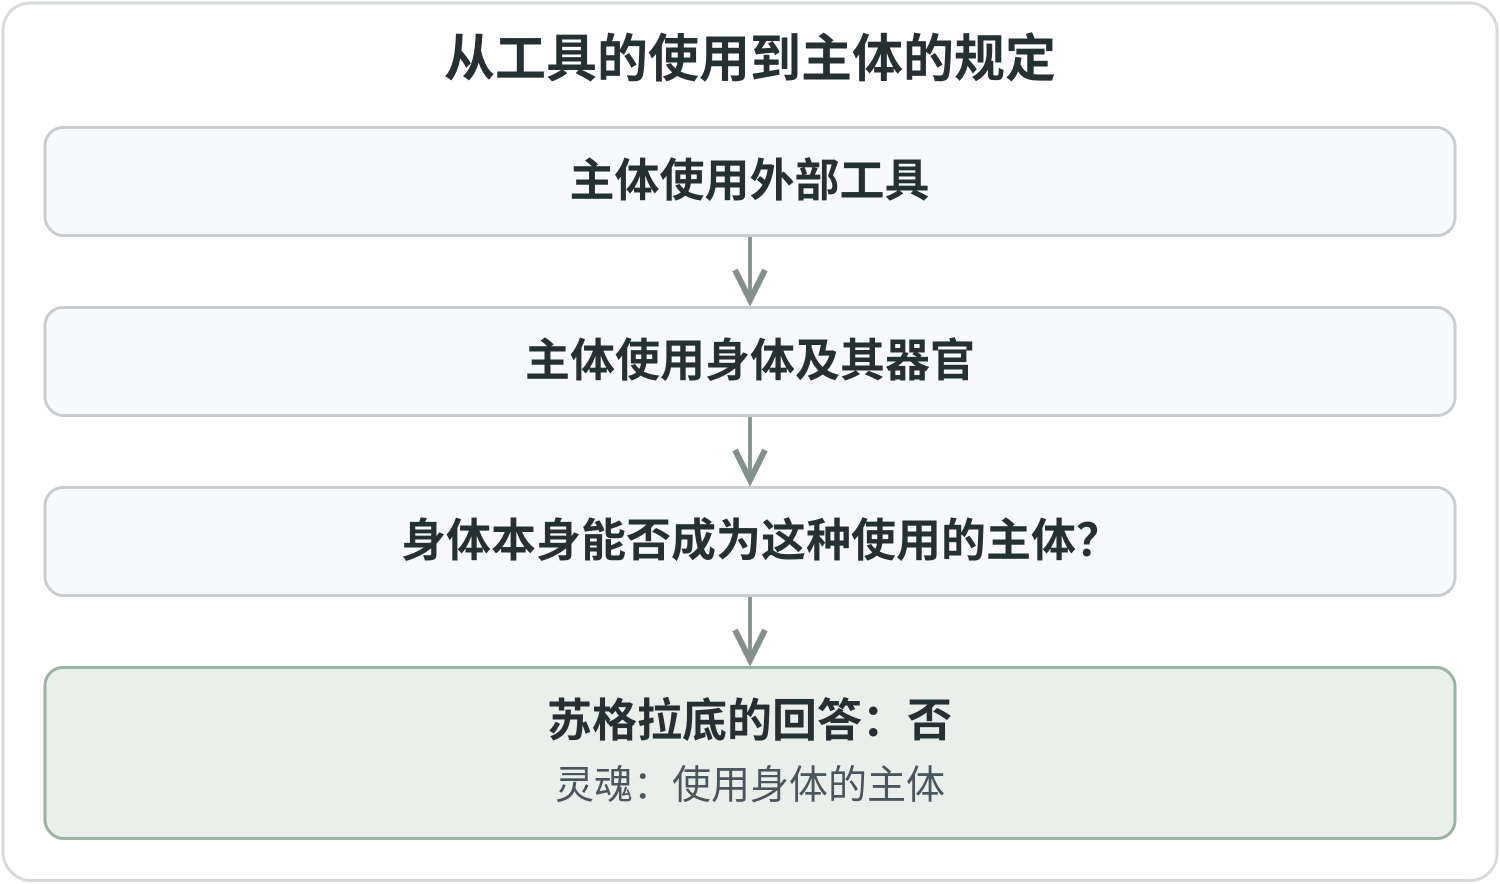 从工具的使用到主体的规定
主体使用外部工具
主体使用身体及其器官
身体本身能否成为这种使用的主体？
苏格拉底的回答：否
灵魂：使用身体的主体